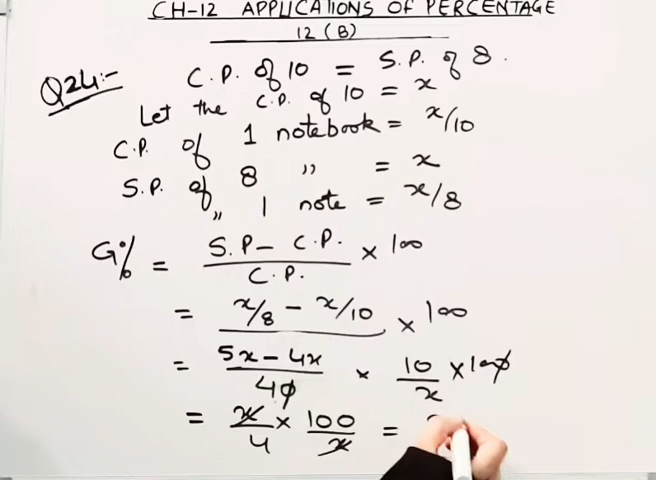 CH-12 APPLICATIONS OF PERCENTAGE
12 (B)
Q24:- C.P. of 10 = S.P. of 8.
Let the C.P. of 10 = x
C.P. of 1 notebook = x/10
S.P. of 8 ,, = x
,, 1 note = x/8
G% = S.P - C.P. / C.P. × 100
= x/8 - x/10 × 100
= 5x - 4x / 40 × 10 / x × 100
= x / 4 × 100 / x =